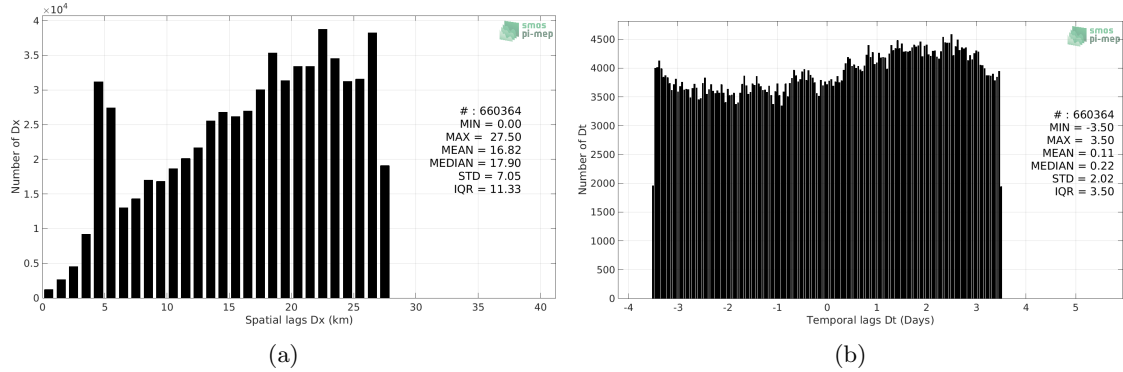 ×10⁴
4
3.5
3
2.5
2
1.5
1
0.5
0
Number of Dx
0 5 10 15 20 25 30 35 40
Spatial lags Dx (km)
smos
pi-mep
# : 660364
MIN = 0.00
MAX = 27.50
MEAN = 16.82
MEDIAN = 17.90
STD = 7.05
IQR = 11.33
(a)
4500
4000
3500
3000
2500
2000
1500
1000
500
0
Number of Dt
-4 -3 -2 -1 0 1 2 3 4 5
Temporal lags Dt (Days)
smos
pi-mep
# : 660364
MIN = -3.50
MAX = 3.50
MEAN = 0.11
MEDIAN = 0.22
STD = 2.02
IQR = 3.50
(b)